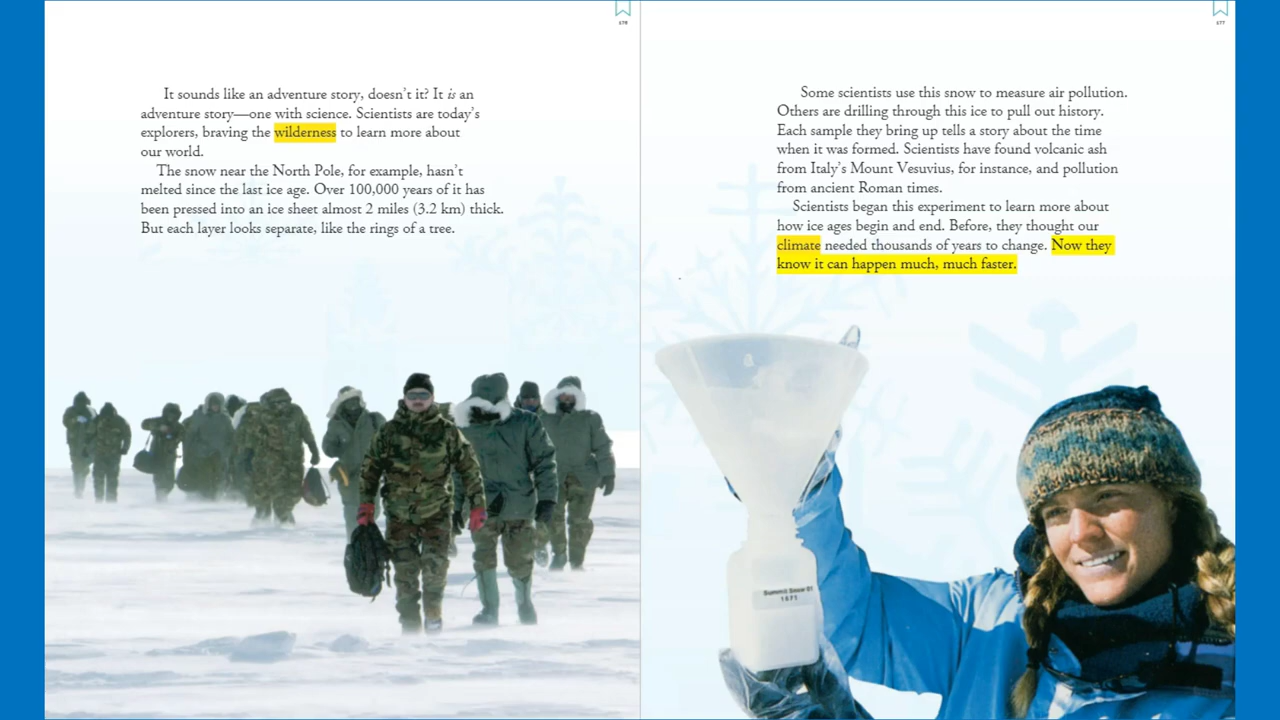 176
It sounds like an adventure story, doesn't it? It is an
adventure story—one with science. Scientists are today's
explorers, braving the wilderness to learn more about
our world.
The snow near the North Pole, for example, hasn't
melted since the last ice age. Over 100,000 years of it has
been pressed into an ice sheet almost 2 miles (3.2 km) thick.
But each layer looks separate, like the rings of a tree.
177
Some scientists use this snow to measure air pollution.
Others are drilling through this ice to pull out history.
Each sample they bring up tells a story about the time
when it was formed. Scientists have found volcanic ash
from Italy's Mount Vesuvius, for instance, and pollution
from ancient Roman times.
Scientists began this experiment to learn more about
how ice ages begin and end. Before, they thought our
climate needed thousands of years to change. Now they
know it can happen much, much faster.
Summit Snow 01
1671